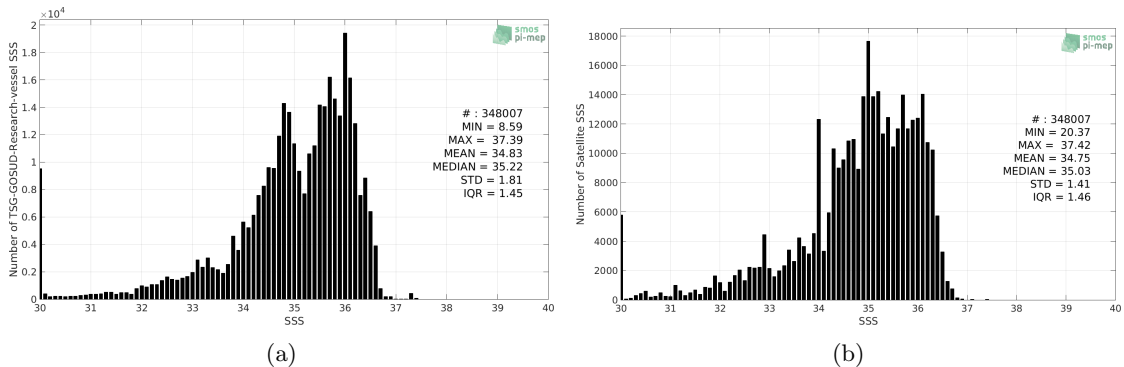 ×10⁴
2
1.8
1.6
1.4
1.2
1
0.8
0.6
0.4
0.2
0
Number of TSG-GOSUD-Research-vessel SSS
smos
pi-mep
# : 348007
MIN = 8.59
MAX = 37.39
MEAN = 34.83
MEDIAN = 35.22
STD = 1.81
IQR = 1.45
30 31 32 33 34 35 36 37 38 39 40
SSS
(a)
18000
16000
14000
12000
10000
8000
6000
4000
2000
0
Number of Satellite SSS
smos
pi-mep
# : 348007
MIN = 20.37
MAX = 37.42
MEAN = 34.75
MEDIAN = 35.03
STD = 1.41
IQR = 1.46
30 31 32 33 34 35 36 37 38 39 40
SSS
(b)